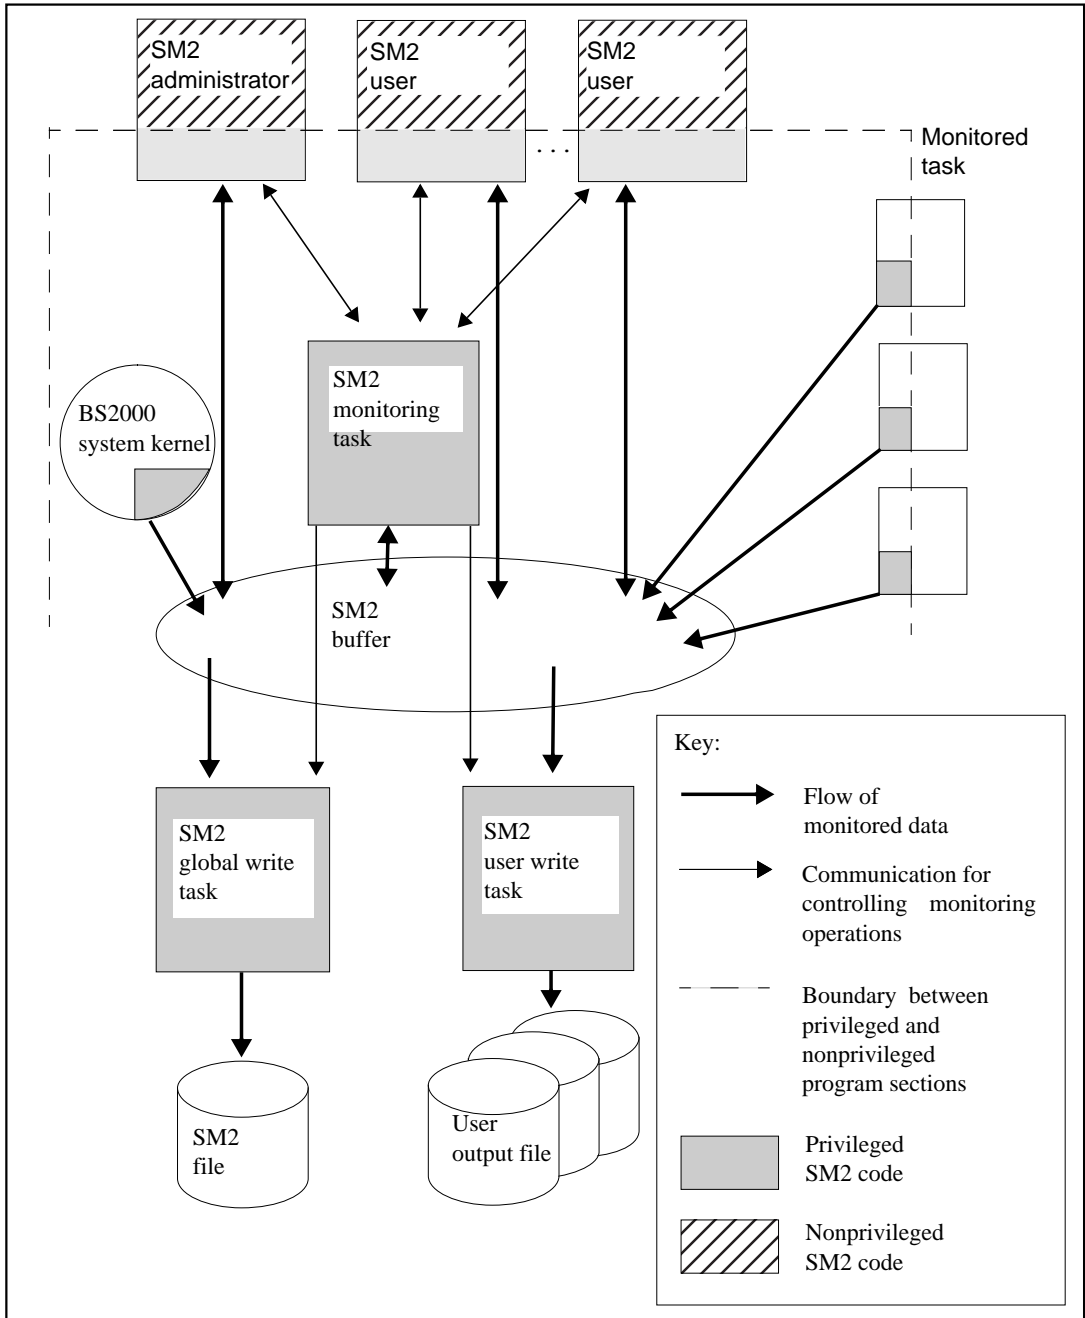 SM2
administrator
SM2
user
SM2
user
. . .
Monitored
task
SM2
monitoring
task
BS2000
system kernel
SM2
buffer
SM2
global write
task
SM2
user write
task
SM2
file
User
output file
Key:
Flow of
monitored data
Communication for
controlling monitoring
operations
Boundary between
privileged and
nonprivileged
program sections
Privileged
SM2 code
Nonprivileged
SM2 code